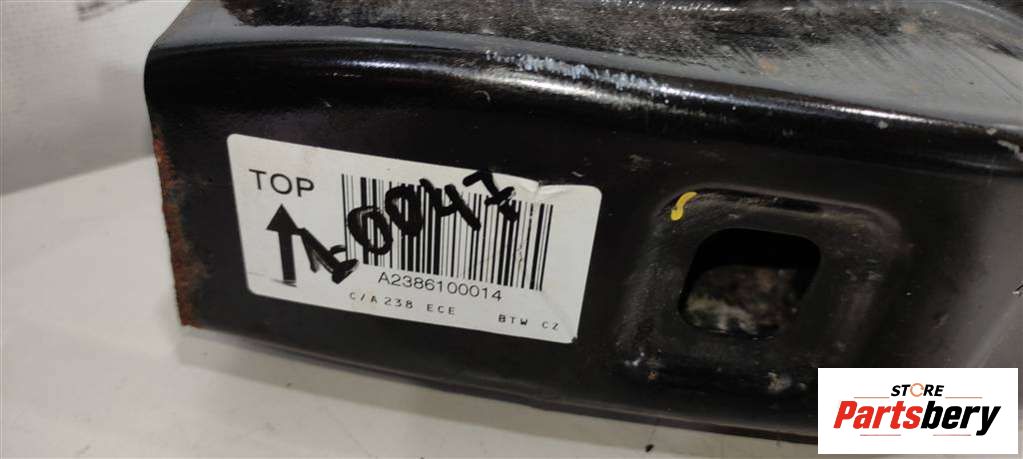 TOP
A2386100014
C/A 238 ECE BTW CZ
STORE
Partsbery